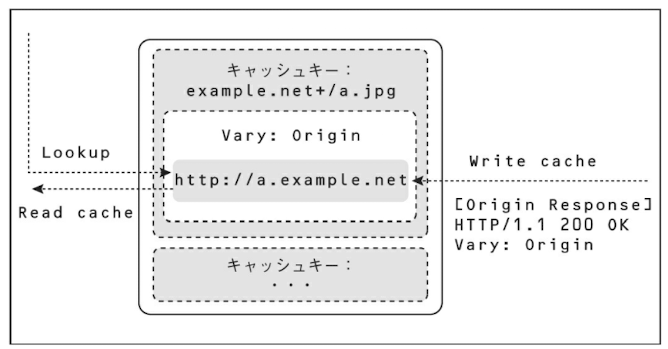 キャッシュキー：
example.net+/a.jpg
Vary: Origin
Lookup
http://a.example.net
Write cache
Read cache
[Origin Response]
HTTP/1.1 200 OK
Vary: Origin
キャッシュキー：
...